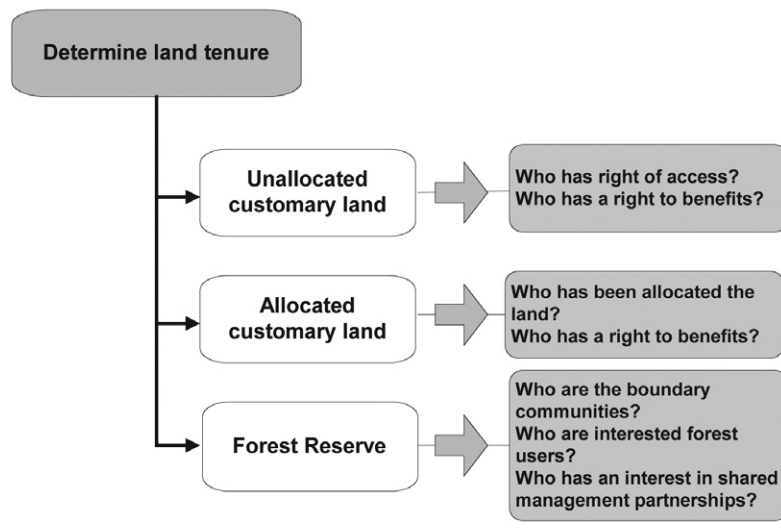 Determine land tenure
Unallocated
customary land
Who has right of access?
Who has a right to benefits?
Allocated
customary land
Who has been allocated the
land?
Who has a right to benefits?
Forest Reserve
Who are the boundary
communities?
Who are interested forest
users?
Who has an interest in shared
management partnerships?